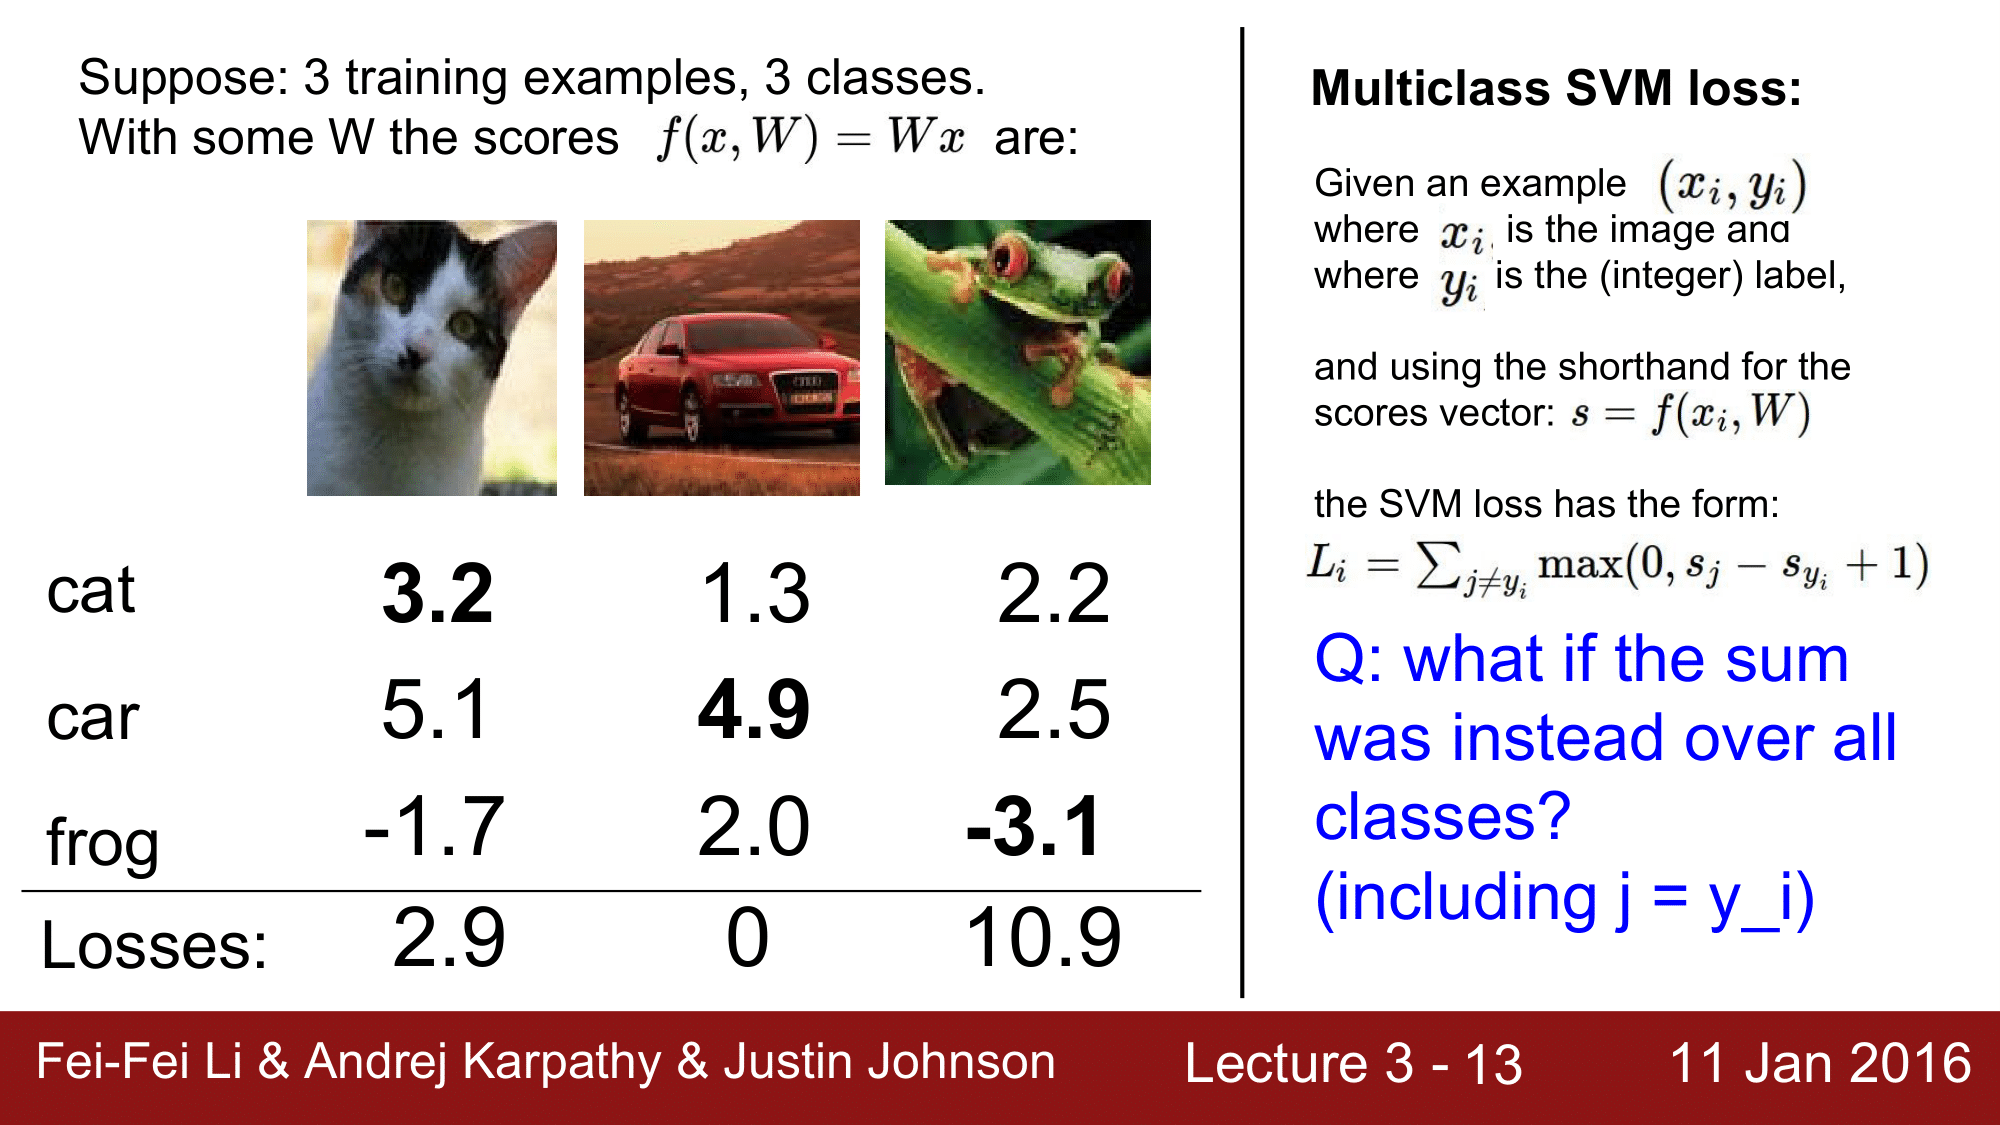 Suppose: 3 training examples, 3 classes.
With some W the scores f(x, W) = Wx are:
cat 3.2 1.3 2.2
car 5.1 4.9 2.5
frog -1.7 2.0 -3.1
Losses: 2.9 0 10.9
Multiclass SVM loss:
Given an example (x_i, y_i)
where x_i is the image and
where y_i is the (integer) label,
and using the shorthand for the
scores vector: s = f(x_i, W)
the SVM loss has the form:
L_i = ∑_{j≠y_i} max(0, s_j − s_{y_i} + 1)
Q: what if the sum
was instead over all
classes?
(including j = y_i)
Fei-Fei Li & Andrej Karpathy & Justin Johnson Lecture 3 - 13 11 Jan 2016